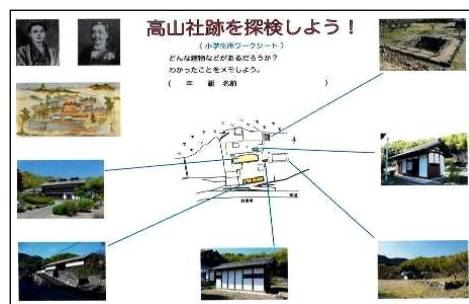 高山社跡を探検しよう！
（小学生用ワークシート）
どんな建物などがあるだろうか？
わかったことをメモしよう。
（　年　組　名前　　　　　　）
県道